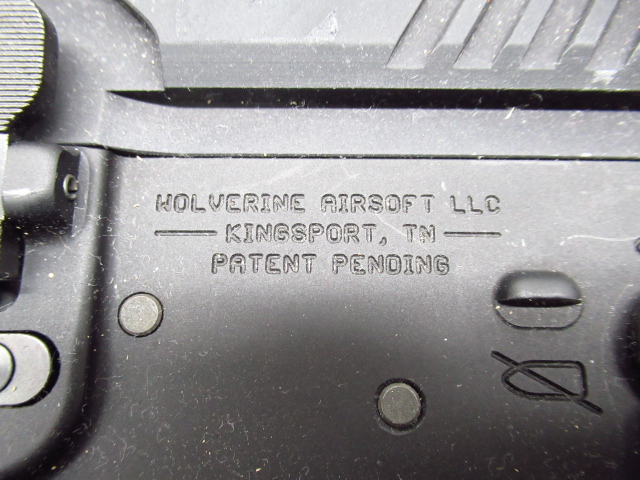 WOLVERINE AIRSOFT LLC
KINGSPORT, TN
PATENT PENDING